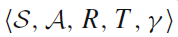 ⟨𝒮, 𝒜, R, T, γ⟩